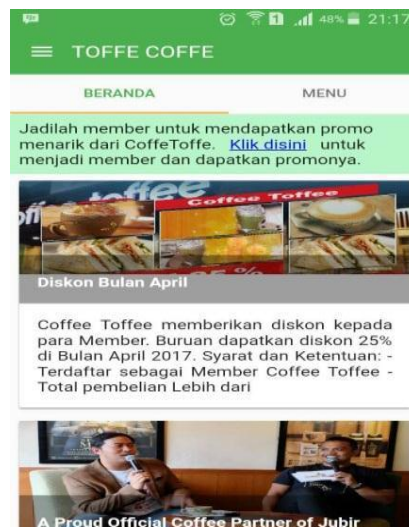 48% 21:17
TOFFE COFFE
BERANDA
MENU
Jadilah member untuk mendapatkan promo
menarik dari CoffeToffe. Klik disini untuk
menjadi member dan dapatkan promonya.
Coffee Toffee
Diskon Bulan April
Coffee Toffee memberikan diskon kepada
para Member. Buruan dapatkan diskon 25%
di Bulan April 2017. Syarat dan Ketentuan: -
Terdaftar sebagai Member Coffee Toffee -
Total pembelian Lebih dari
A Proud Official Coffee Partner of Jubir